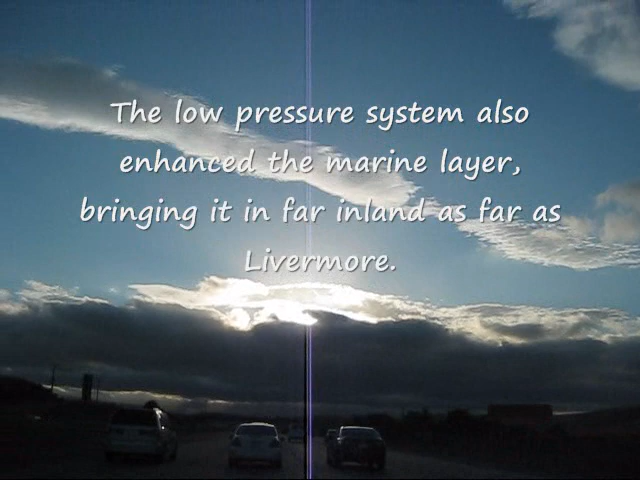 The low pressure system also
enhanced the marine layer,
bringing it in far inland as far as
Livermore.